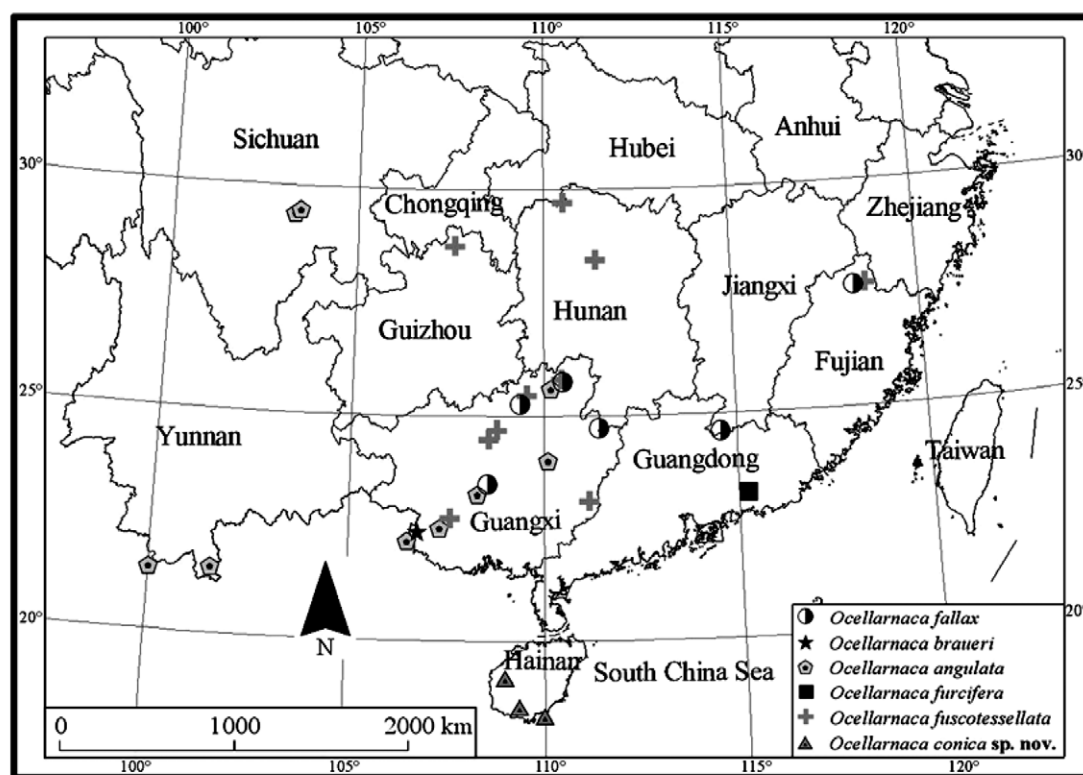 100° 105° 110° 115° 120°
Sichuan
Hubei
Anhui
30° 30°
Chongqing
Zhejiang
Jiangxi
Hunan
Guizhou
Fujian
25° 25°
Yunnan
Taiwan
Guangdong
Guangxi
20° 20°
N
Hainan
South China Sea
Ocellarnaca fallax
Ocellarnaca braueri
Ocellarnaca angulata
Ocellarnaca furcifera
Ocellarnaca fuscotessellata
Ocellarnaca conica sp. nov.
0 1000 2000 km
100° 105° 110° 115° 120°